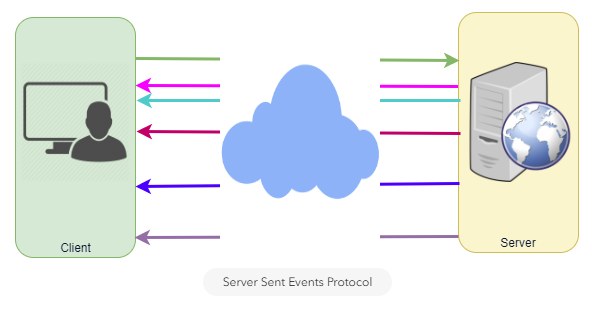 Client
Server
Server Sent Events Protocol